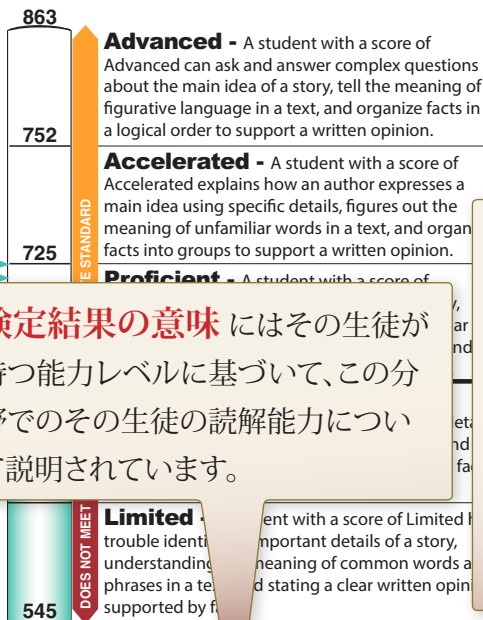 863
Advanced - A student with a score of
Advanced can ask and answer complex questions
about the main idea of a story, tell the meaning of
figurative language in a text, and organize facts in
a logical order to support a written opinion.
752
Accelerated - A student with a score of
Accelerated explains how an author expresses a
main idea using specific details, figures out the
meaning of unfamiliar words in a text, and organ
facts into groups to support a written opinion.
725
STANDARD
Proficient - A student with a score of
検定結果の意味 にはその生徒が
持つ能力レベルに基づいて、この分
野でのその生徒の読解能力につい
て説明されています。
DOES NOT MEET
Limited - ent with a score of Limited
trouble important details of a story,
understanding meaning of common words
phrases in a stating a clear written
supported by
545